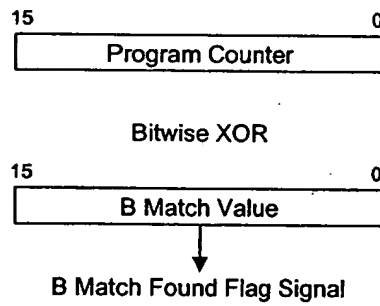 15 0
Program Counter
Bitwise XOR
15 0
B Match Value
B Match Found Flag Signal